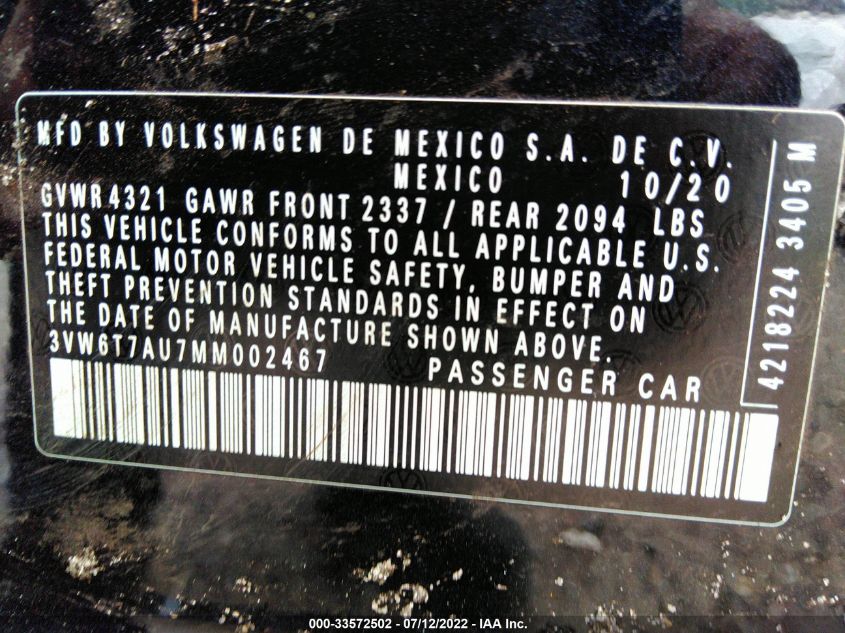 MFD BY VOLKSWAGEN DE MEXICO S.A. DE C.V.
MEXICO 10/20
GVWR 4321 GAWR FRONT 2337 / REAR 2094 LBS
THIS VEHICLE CONFORMS TO ALL APPLICABLE U.S.
FEDERAL MOTOR VEHICLE SAFETY, BUMPER AND
THEFT PREVENTION STANDARDS IN EFFECT ON
THE DATE OF MANUFACTURE SHOWN ABOVE.
3VW6T7AU7MM002467 PASSENGER CAR
4218224 3405 M
000-33572502 - 07/12/2022 - IAA Inc.